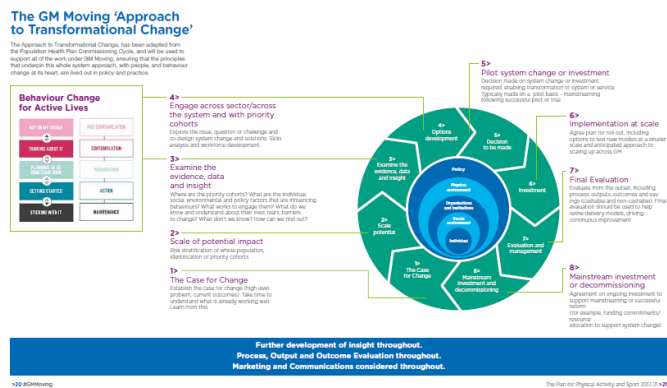 The GM Moving ‘Approach
to Transformational Change’
The Approach to Transformational Change, has been adapted from
the Population Health Plan Commissioning Cycle, and will be used to
support all of the work under GM Moving, ensuring that the principles
that underpin this whole system approach, with people, and behaviour
change at its heart, are lived out in policy and practice.
Behaviour Change
for Active Lives
NOT ON MY RADAR
PRE-CONTEMPLATION
THINKING ABOUT IT
CONTEMPLATION
PLANNING TO DO
SOMETHING SOON
PREPARATION
GETTING STARTED
ACTION
STICKING WITH IT
MAINTENANCE
4>
Engage across sector/across
the system and with priority
cohorts
Explore the issue, question or challenge and
co-design system change and solutions. Skills
analysis and workforce development.
3>
Examine the
evidence, data
and insight
Where are the priority cohorts? What are the individual,
social, environmental and policy factors that are influencing
behaviours? What works to engage them? What do we
know and understand about their lives, fears, barriers
to change? What don't we know? How can we find out?
2>
Scale of potential impact
Risk stratification or whole population,
identification or priority cohorts
1>
The Case for Change
Establish the case for change (high level
problem, current outcomes). Take time to
understand what is already working well.
Learn from this.
4>
Options
development
5>
Decision
to be made
3>
Examine the
evidence, data
and insight
6>
Investment
2>
Scale
potential
7>
Evaluation and
management
1>
The Case
for Change
8>
Mainstream
investment and
decommissioning
Policy
Physical
environment
Organisations
and institutions
Social
environment
Individual
5>
Pilot system change or investment
Decision made on system change or investment
required, enabling transformation of system or service.
Typically made on a pilot basis - mainstreaming
following successful pilot or trial.
6>
Implementation at scale
Agree plan for roll out, including
options to test new models at a smaller
scale and anticipated approach to
scaling up across GM
7>
Final Evaluation
Evaluate from the outset, including
process, outputs, outcomes and sav-
ings (cashable and non-cashable). Final
evaluation should be used to help
refine delivery modes, driving
continuous improvement.
8>
Mainstream investment
or decommissioning
Agreement on ongoing investment to
support mainstreaming of successful
reform
(for example, funding commitments/
resource
allocation to support system change)
Further development of insight throughout.
Process, Output and Outcome Evaluation throughout.
Marketing and Communications considered throughout.
>20 #GMMoving
The Plan for Physical Activity and Sport 2017-21